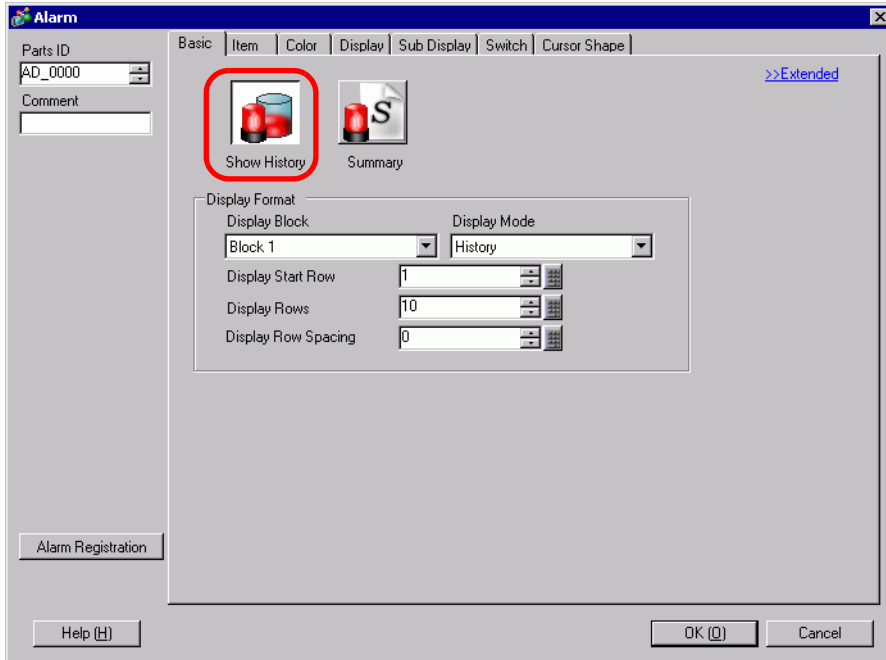 Alarm
Parts ID
AD_0000
Comment
Basic Item Color Display Sub Display Switch Cursor Shape
>>Extended
S
Show History Summary
Display Format
Display Block Display Mode
Block 1 History
Display Start Row 1
Display Rows 10
Display Row Spacing 0
Alarm Registration
Help (H) OK (O) Cancel